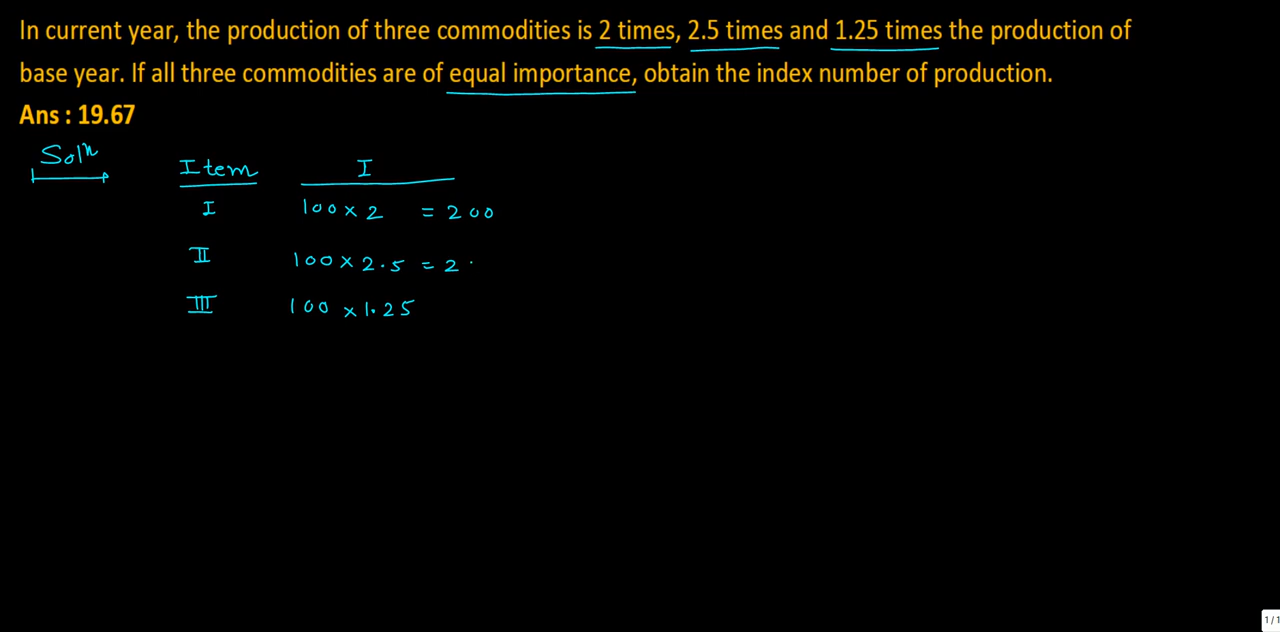 In current year, the production of three commodities is 2 times, 2.5 times and 1.25 times the production of
base year. If all three commodities are of equal importance, obtain the index number of production.
Ans : 19.67
Solⁿ
Item I
I 100 × 2 = 200
II 100 × 2.5 = 2
III 100 × 1.25
1/1